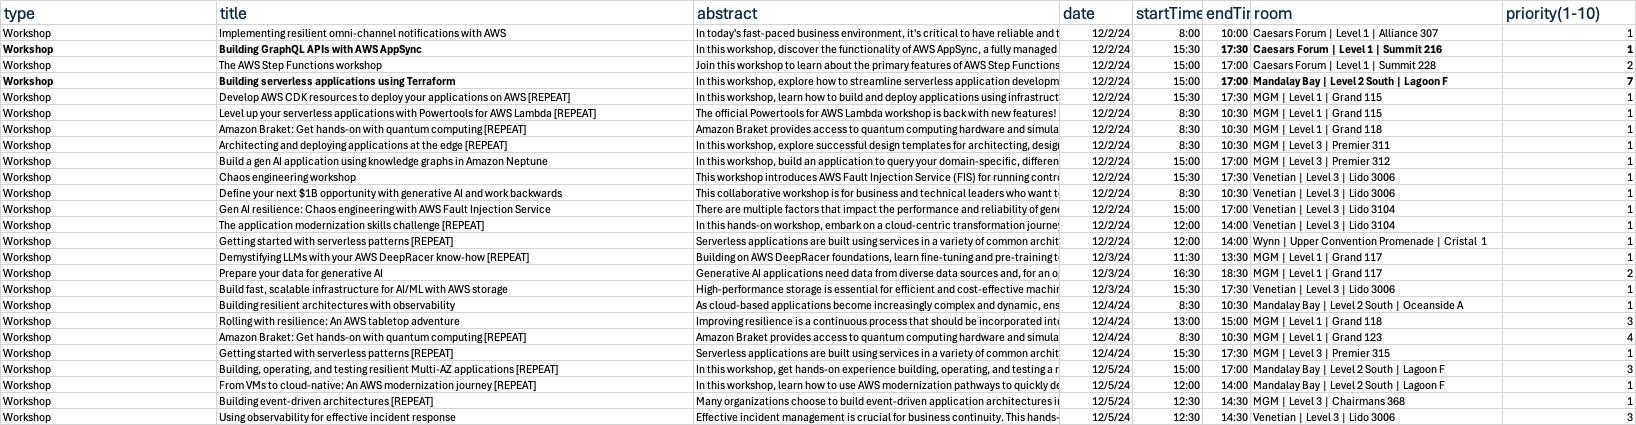 type title abstract date startTime endTir room priority(1-10)
Workshop Implementing resilient omni-channel notifications with AWS In today's fast-paced business environment, it's critical to have reliable and t 12/2/24 8:00 10:00 Caesars Forum | Level 1 | Alliance 307 1
Workshop Building GraphQL APIs with AWS AppSync In this workshop, discover the functionality of AWS AppSync, a fully managed 12/2/24 15:30 17:30 Caesars Forum | Level 1 | Summit 216 1
Workshop The AWS Step Functions workshop Join this workshop to learn about the primary features of AWS Step Functions 12/2/24 15:00 17:00 Caesars Forum | Level 1 | Summit 228 2
Workshop Building serverless applications using Terraform In this workshop, explore how to streamline serverless application developm 12/2/24 15:00 17:00 Mandalay Bay | Level 2 South | Lagoon F 7
Workshop Develop AWS CDK resources to deploy your applications on AWS [REPEAT] In this workshop, learn how to build and deploy applications using infrastruct 12/2/24 15:30 17:30 MGM | Level 1 | Grand 115 1
Workshop Level up your serverless applications with Powertools for AWS Lambda [REPEAT] The official Powertools for AWS Lambda workshop is back with new features! 12/2/24 8:30 10:30 MGM | Level 1 | Grand 115 1
Workshop Amazon Braket: Get hands-on with quantum computing [REPEAT] Amazon Braket provides access to quantum computing hardware and simula 12/2/24 8:30 10:30 MGM | Level 1 | Grand 118 1
Workshop Architecting and deploying applications at the edge [REPEAT] In this workshop, explore successful design templates for architecting, desig 12/2/24 8:30 10:30 MGM | Level 3 | Premier 311 1
Workshop Build a gen AI application using knowledge graphs in Amazon Neptune In this workshop, build an application to query your domain-specific, differen 12/2/24 15:00 17:00 MGM | Level 3 | Premier 312 1
Workshop Chaos engineering workshop This workshop introduces AWS Fault Injection Service (FIS) for running contro 12/2/24 15:30 17:30 Venetian | Level 3 | Lido 3006 1
Workshop Define your next $1B opportunity with generative AI and work backwards This collaborative workshop is for business and technical leaders who want t 12/2/24 8:30 10:30 Venetian | Level 3 | Lido 3006 1
Workshop Gen AI resilience: Chaos engineering with AWS Fault Injection Service There are multiple factors that impact the performance and reliability of gene 12/2/24 15:00 17:00 Venetian | Level 3 | Lido 3104 1
Workshop The application modernization skills challenge [REPEAT] In this hands-on workshop, embark on a cloud-centric transformation journey 12/2/24 12:00 14:00 Venetian | Level 3 | Lido 3104 1
Workshop Getting started with serverless patterns [REPEAT] Serverless applications are built using services in a variety of common archit 12/2/24 12:00 14:00 Wynn | Upper Convention Promenade | Cristal 1 1
Workshop Demystifying LLMs with your AWS DeepRacer know-how [REPEAT] Building on AWS DeepRacer foundations, learn fine-tuning and pre-training t 12/3/24 11:30 13:30 MGM | Level 1 | Grand 117 1
Workshop Prepare your data for generative AI Generative AI applications need data from diverse data sources and, for an o 12/3/24 16:30 18:30 MGM | Level 1 | Grand 117 2
Workshop Build fast, scalable infrastructure for AI/ML with AWS storage High-performance storage is essential for efficient and cost-effective machin 12/3/24 15:30 17:30 Venetian | Level 3 | Lido 3006 1
Workshop Building resilient architectures with observability As cloud-based applications become increasingly complex and dynamic, ens 12/4/24 8:30 10:30 Mandalay Bay | Level 2 South | Oceanside A 1
Workshop Rolling with resilience: An AWS tabletop adventure Improving resilience is a continuous process that should be incorporated into 12/4/24 13:00 15:00 MGM | Level 1 | Grand 118 3
Workshop Amazon Braket: Get hands-on with quantum computing [REPEAT] Amazon Braket provides access to quantum computing hardware and simula 12/4/24 8:30 10:30 MGM | Level 1 | Grand 123 4
Workshop Getting started with serverless patterns [REPEAT] Serverless applications are built using services in a variety of common archit 12/4/24 15:30 17:30 MGM | Level 3 | Premier 315 1
Workshop Building, operating, and testing resilient Multi-AZ applications [REPEAT] In this workshop, get hands-on experience building, operating, and testing a r 12/5/24 15:00 17:00 Mandalay Bay | Level 2 South | Lagoon F 3
Workshop From VMs to cloud-native: An AWS modernization journey [REPEAT] In this workshop, learn how to use AWS modernization pathways to quickly de 12/5/24 12:00 14:00 Mandalay Bay | Level 2 South | Lagoon F 1
Workshop Building event-driven architectures [REPEAT] Many organizations choose to build event-driven application architectures in 12/5/24 12:30 14:30 MGM | Level 3 | Chairmans 368 1
Workshop Using observability for effective incident response Effective incident management is crucial for business continuity. This hands- 12/5/24 12:30 14:30 Venetian | Level 3 | Lido 3006 3